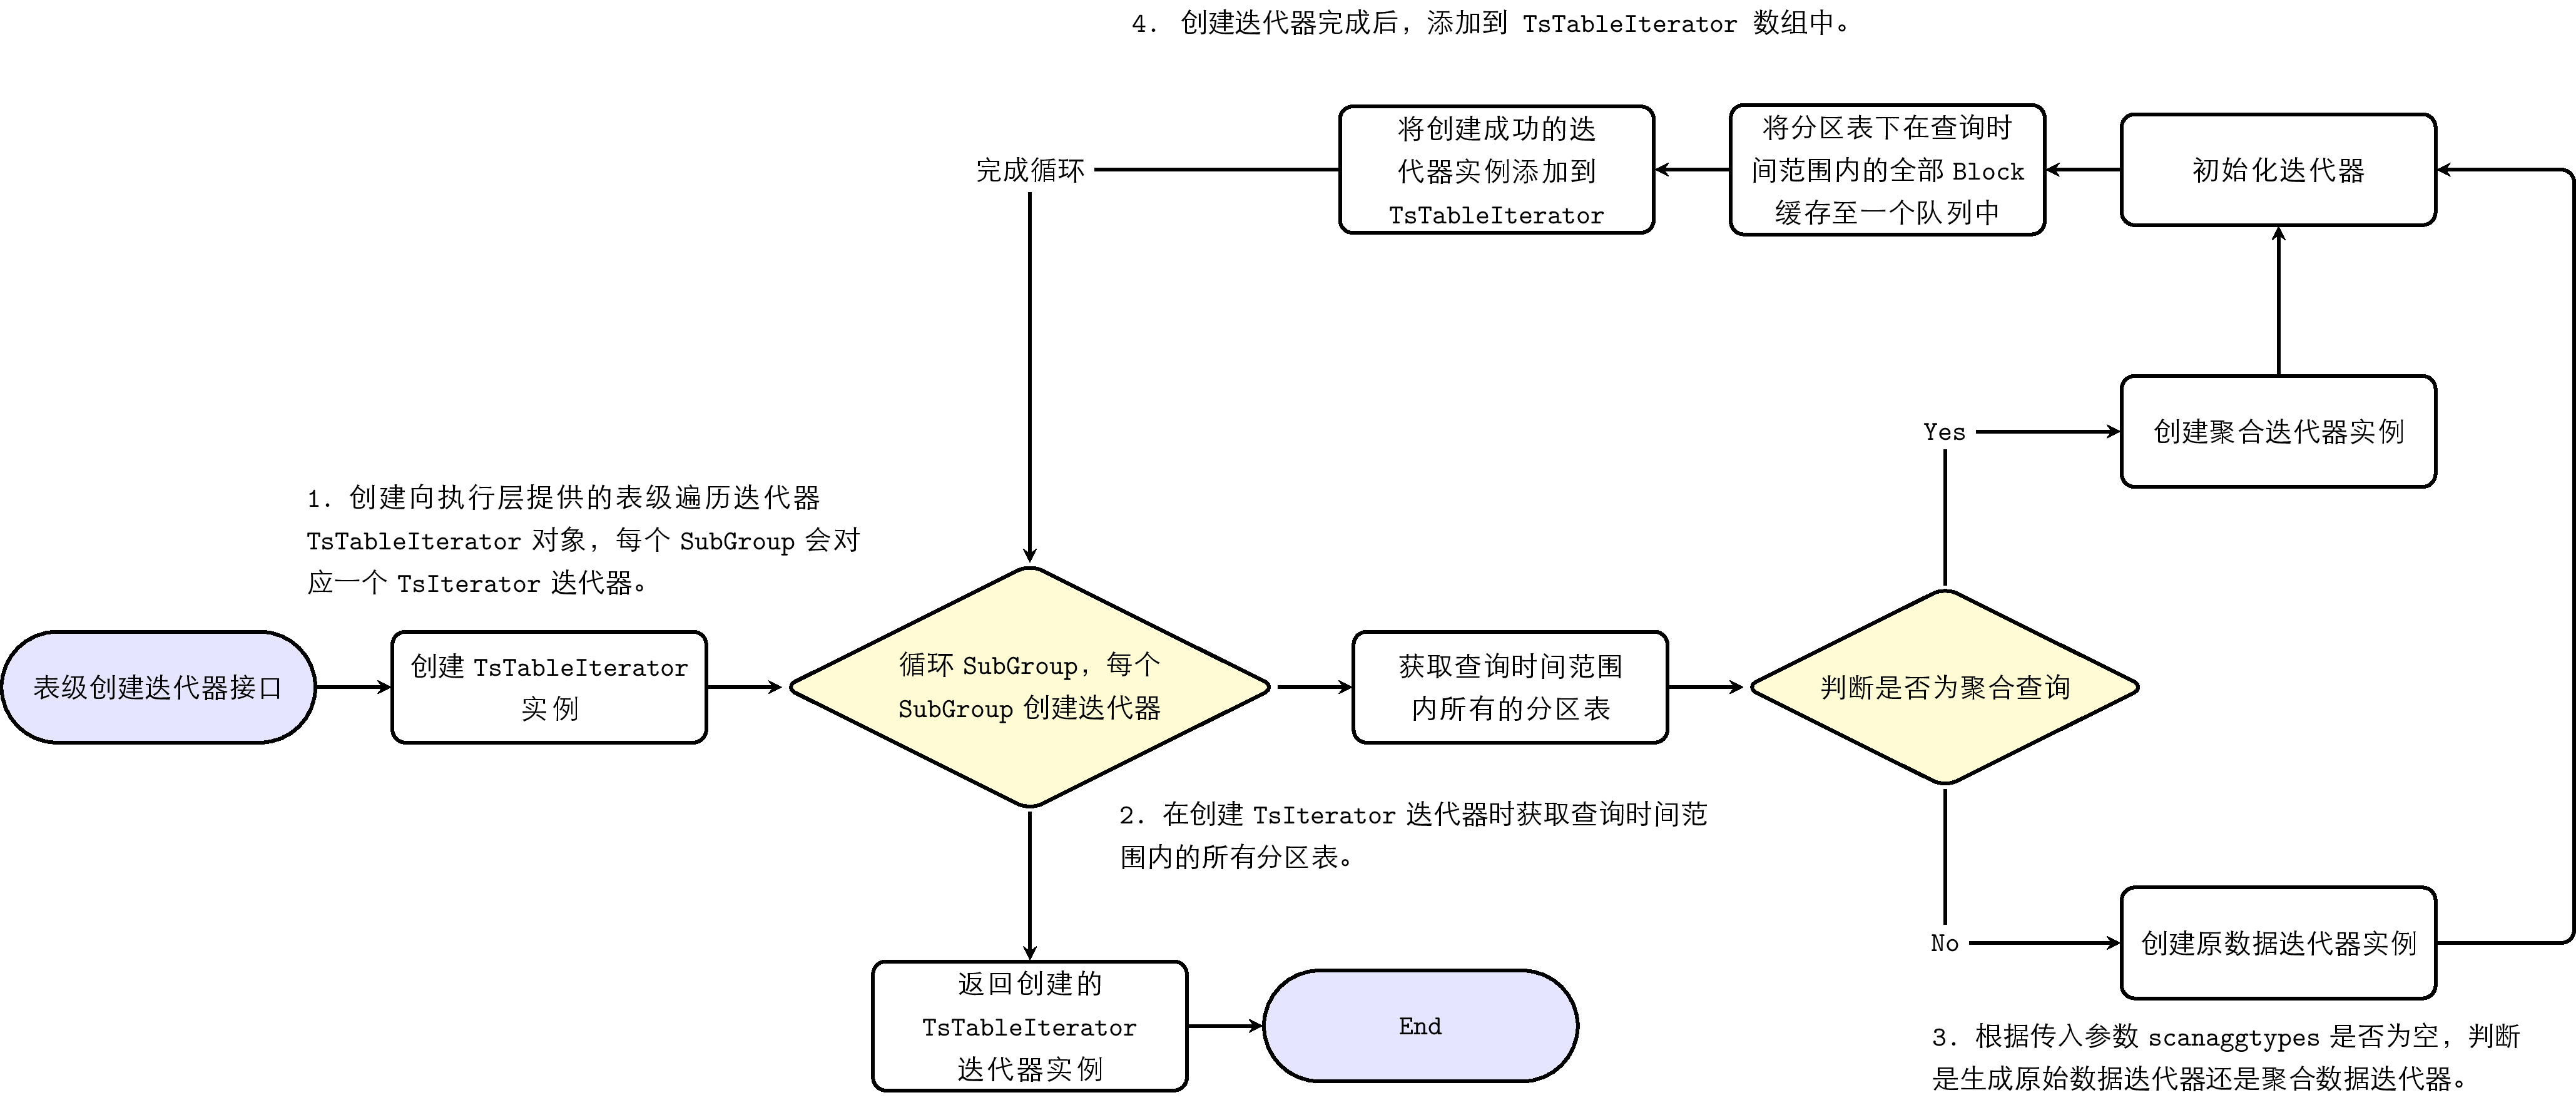 4. 创建迭代器完成后，添加到 TsTableIterator 数组中。
完成循环
将创建成功的迭
代器实例添加到
TsTableIterator
将分区表下在查询时
间范围内的全部 Block
缓存至一个队列中
初始化迭代器
Yes
创建聚合迭代器实例
1. 创建向执行层提供的表级遍历迭代器
TsTableIterator 对象，每个 SubGroup 会对
应一个 TsIterator 迭代器。
表级创建迭代器接口
创建 TsTableIterator
实例
循环 SubGroup，每个
SubGroup 创建迭代器
获取查询时间范围
内所有的分区表
判断是否为聚合查询
2. 在创建 TsIterator 迭代器时获取查询时间范
围内的所有分区表。
No
创建原数据迭代器实例
返回创建的
TsTableIterator
迭代器实例
End
3. 根据传入参数 scanaggtypes 是否为空，判断
是生成原始数据迭代器还是聚合数据迭代器。